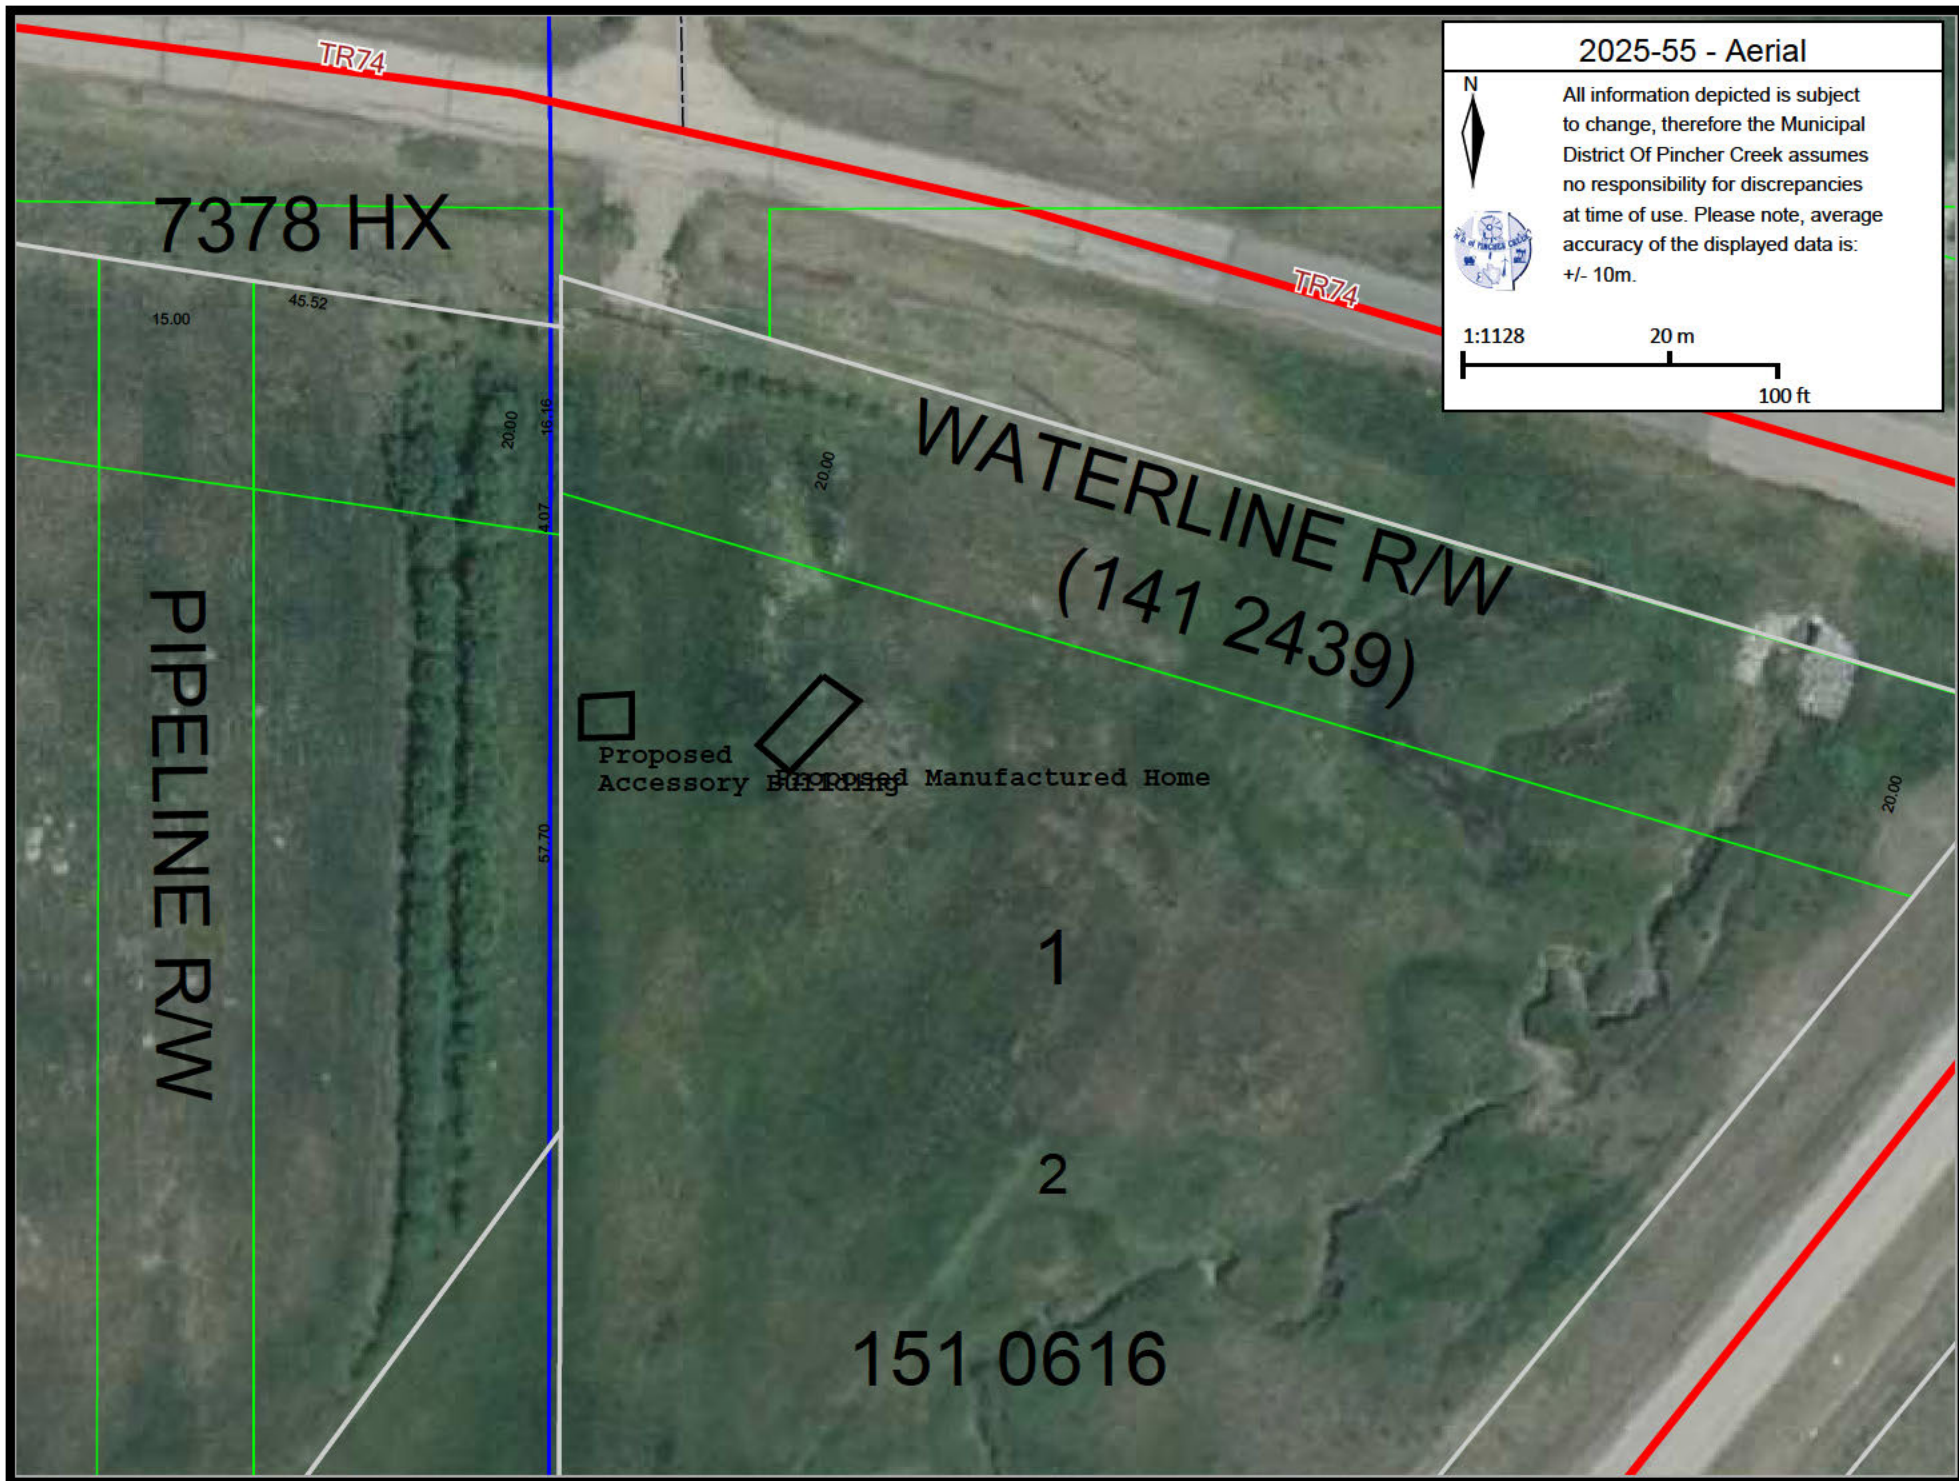 2025-55 - Aerial
N
All information depicted is subject
to change, therefore the Municipal
District Of Pincher Creek assumes
no responsibility for discrepancies
at time of use. Please note, average
accuracy of the displayed data is:
+/- 10m.
1:1128
20 m
100 ft
TR74
7378 HX
15.00
45.52
TR74
20.00
16.16
4.07
20.00
WATERLINE R/W
(141 2439)
PIPELINE R/W
Proposed
Accessory Building
Proposed Manufactured Home
57.70
20.00
1
2
151 0616